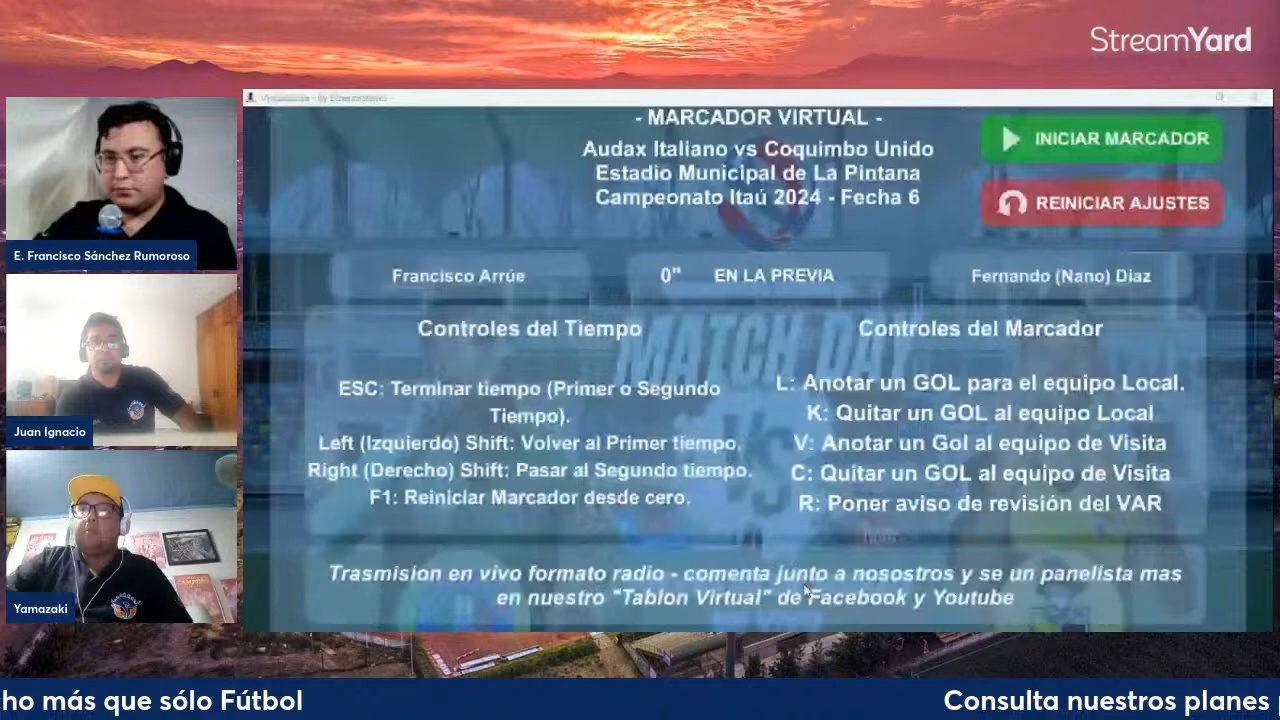 StreamYard
- MARCADOR VIRTUAL -
Audax Italiano vs Coquimbo Unido
Estadio Municipal de La Pintana
Campeonato Itaú 2024 - Fecha 6
INICIAR MARCADOR
REINICIAR AJUSTES
Francisco Arrúe
0" EN LA PREVIA
Fernando (Nano) Diaz
Controles del Tiempo
ESC: Terminar tiempo (Primer o Segundo
Tiempo).
Left (Izquierdo) Shift: Volver al Primer tiempo.
Right (Derecho) Shift: Pasar al Segundo tiempo.
F1: Reiniciar Marcador desde cero.
Controles del Marcador
L: Anotar un GOL para el equipo Local.
K: Quitar un GOL al equipo Local
V: Anotar un Gol al equipo de Visita
C: Quitar un GOL al equipo de Visita
R: Poner aviso de revisión del VAR
MATCH DAY
VS
Trasmision en vivo formato radio - comenta junto a nosostros y se un panelista mas
en nuestro "Tablon Virtual" de Facebook y Youtube
E. Francisco Sánchez Rumoroso
Juan Ignacio
Yamazaki
ho más que sólo Fútbol
Consulta nuestros planes